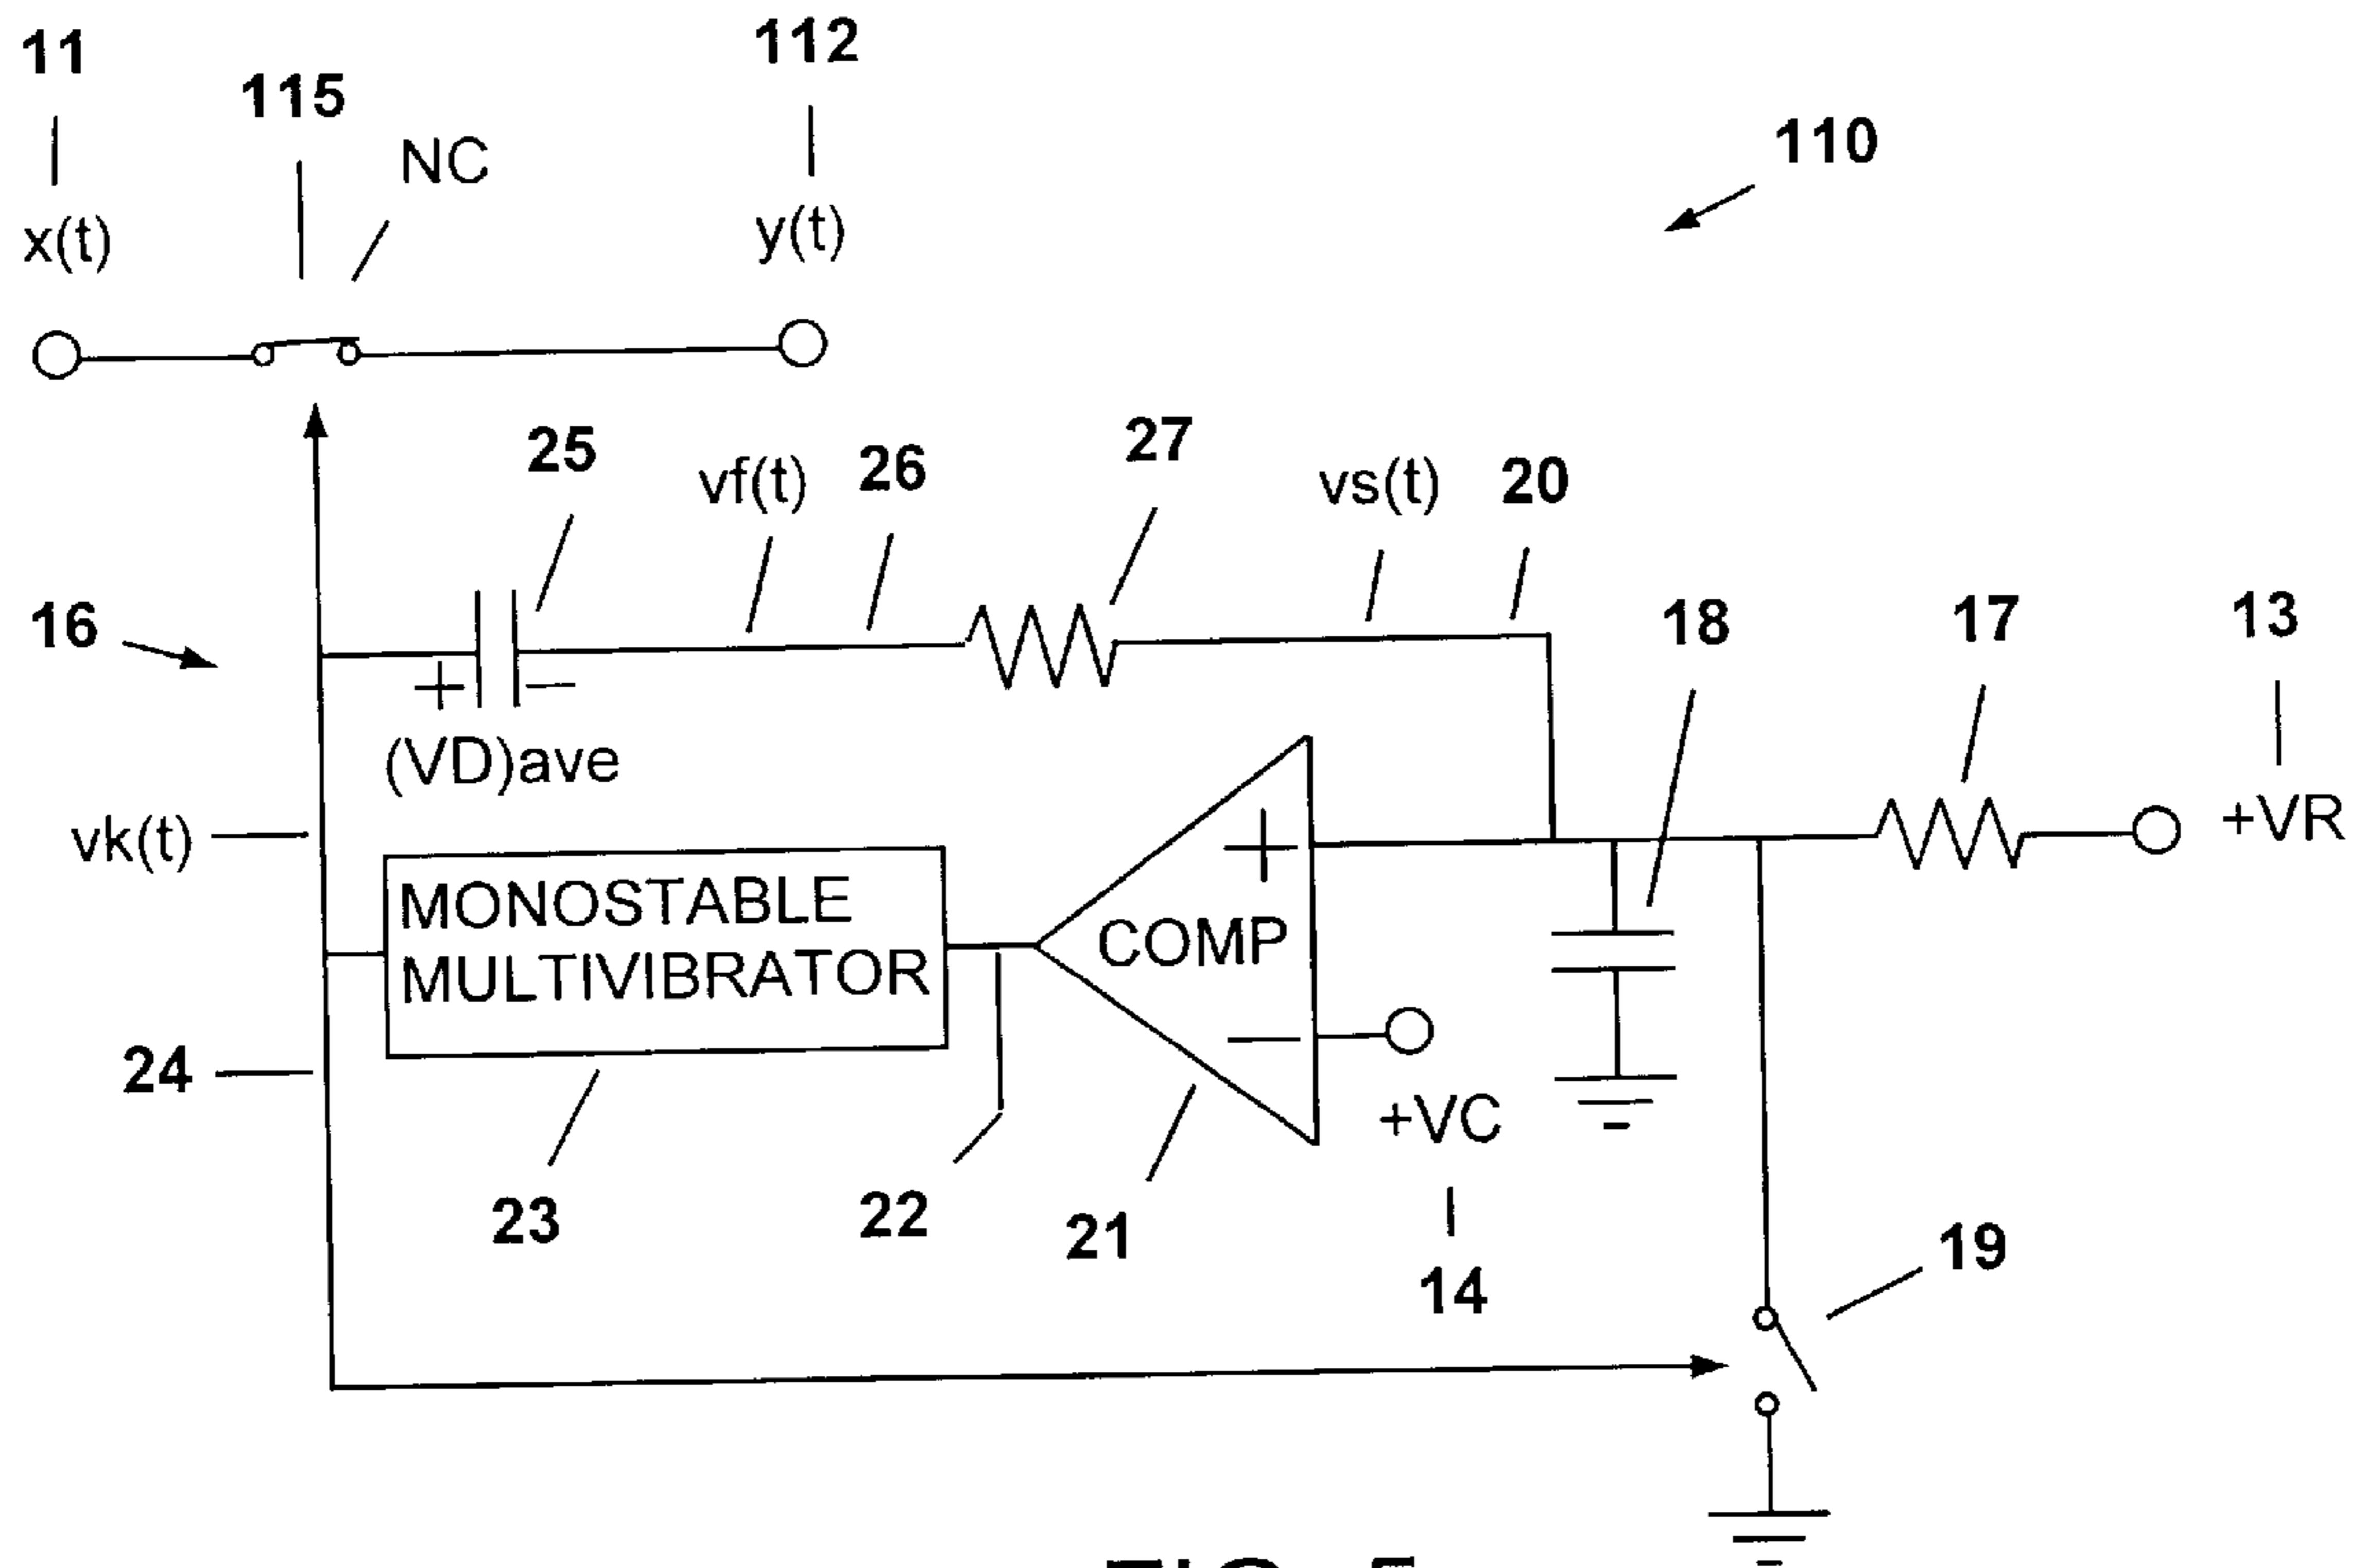 11
112
115
NC
110
x(t)
y(t)
25
vf(t)
26
27
vs(t)
20
16
18
17
13
+
−
(VD)ave
vk(t)
+
+VR
MONOSTABLE
MULTIVIBRATOR
COMP
−
24
+VC
23
22
21
14
19